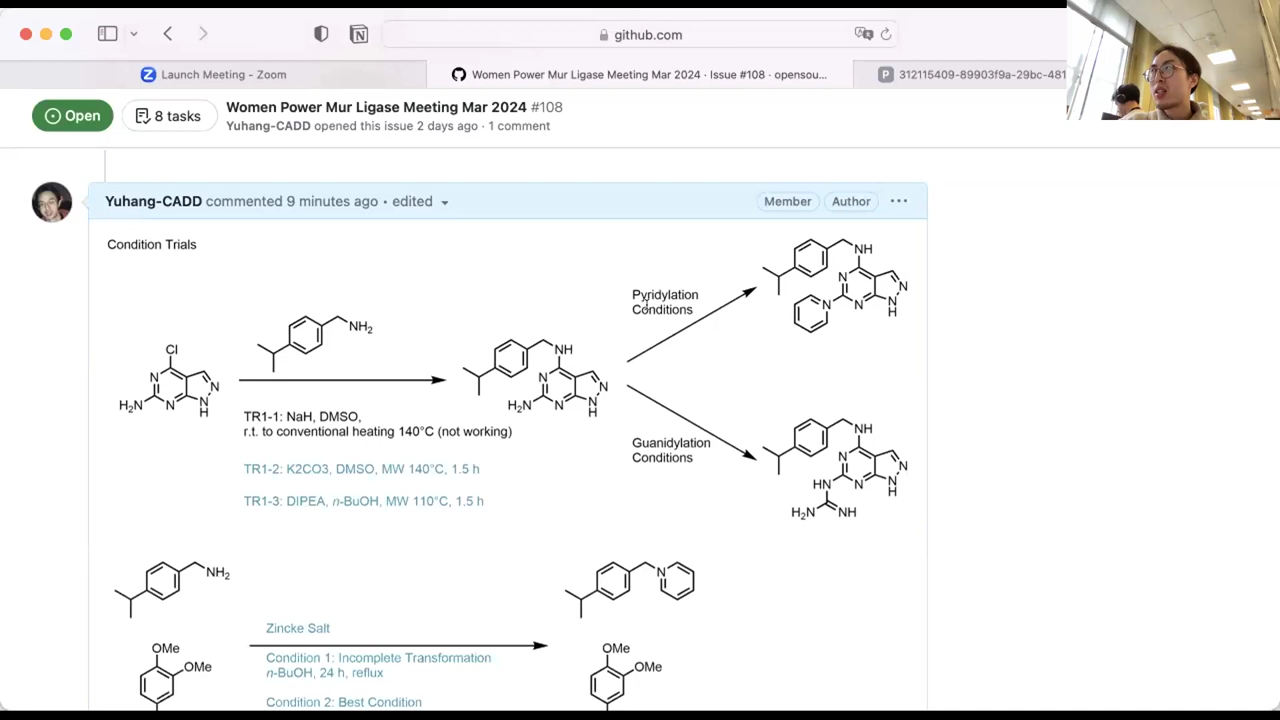 github.com
Launch Meeting - Zoom
Women Power Mur Ligase Meeting Mar 2024 · Issue #108 · opensou...
312115409-89903f9a-29bc-481
Open
8 tasks
Women Power Mur Ligase Meeting Mar 2024 #108
Yuhang-CADD opened this issue 2 days ago · 1 comment
Yuhang-CADD commented 9 minutes ago • edited
Member
Author
Condition Trials
Cl
N
N
N
N
H
H₂N
NH₂
TR1-1: NaH, DMSO,
r.t. to conventional heating 140°C (not working)
TR1-2: K2CO3, DMSO, MW 140°C, 1.5 h
TR1-3: DIPEA, n-BuOH, MW 110°C, 1.5 h
NH
N
N
N
N
H
H₂N
Pyridylation
Conditions
NH
N
N
N
N
N
H
Guanidylation
Conditions
NH
N
N
N
N
H
HN
H₂N
NH
NH₂
Zincke Salt
Condition 1: Incomplete Transformation
n-BuOH, 24 h, reflux
Condition 2: Best Condition
OMe
OMe
N
OMe
OMe